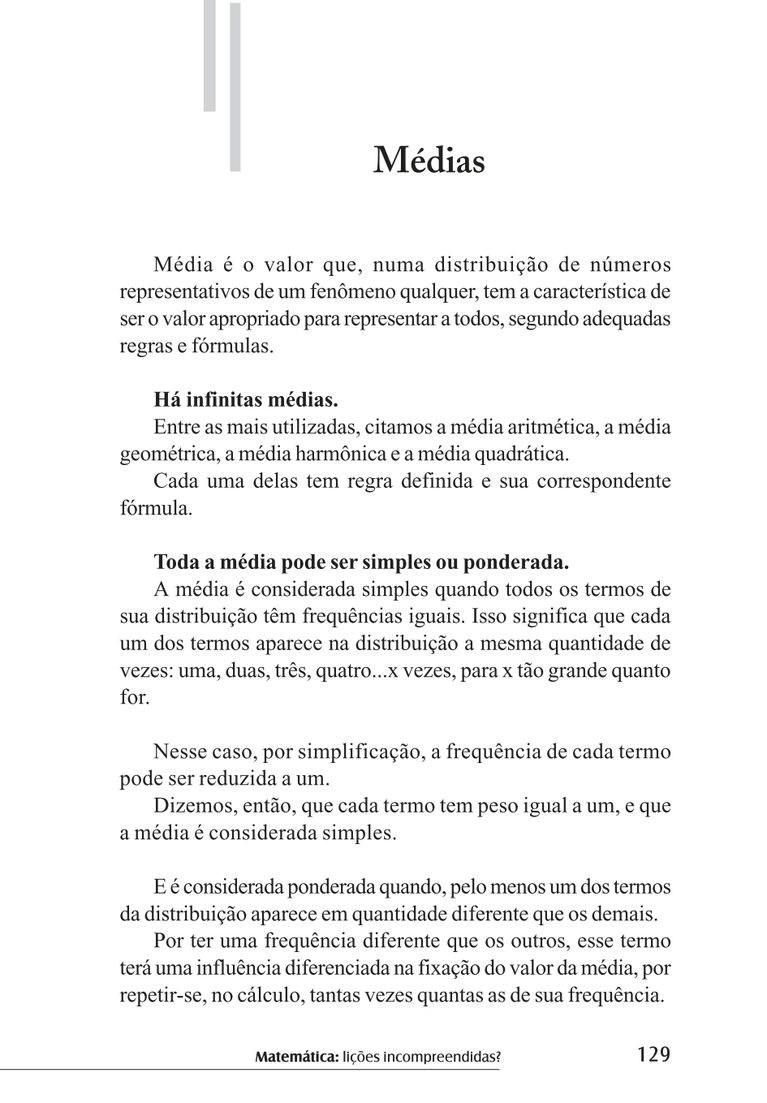 Médias
Média é o valor que, numa distribuição de números
representativos de um fenômeno qualquer, tem a característica de
ser o valor apropriado para representar a todos, segundo adequadas
regras e fórmulas.
Há infinitas médias.
Entre as mais utilizadas, citamos a média aritmética, a média
geométrica, a média harmônica e a média quadrática.
Cada uma delas tem regra definida e sua correspondente
fórmula.
Toda a média pode ser simples ou ponderada.
A média é considerada simples quando todos os termos de
sua distribuição têm frequências iguais. Isso significa que cada
um dos termos aparece na distribuição a mesma quantidade de
vezes: uma, duas, três, quatro...x vezes, para x tão grande quanto
for.
Nesse caso, por simplificação, a frequência de cada termo
pode ser reduzida a um.
Dizemos, então, que cada termo tem peso igual a um, e que
a média é considerada simples.
E é considerada ponderada quando, pelo menos um dos termos
da distribuição aparece em quantidade diferente que os demais.
Por ter uma frequência diferente que os outros, esse termo
terá uma influência diferenciada na fixação do valor da média, por
repetir-se, no cálculo, tantas vezes quantas as de sua frequência.
Matemática: lições incompreendidas? 129